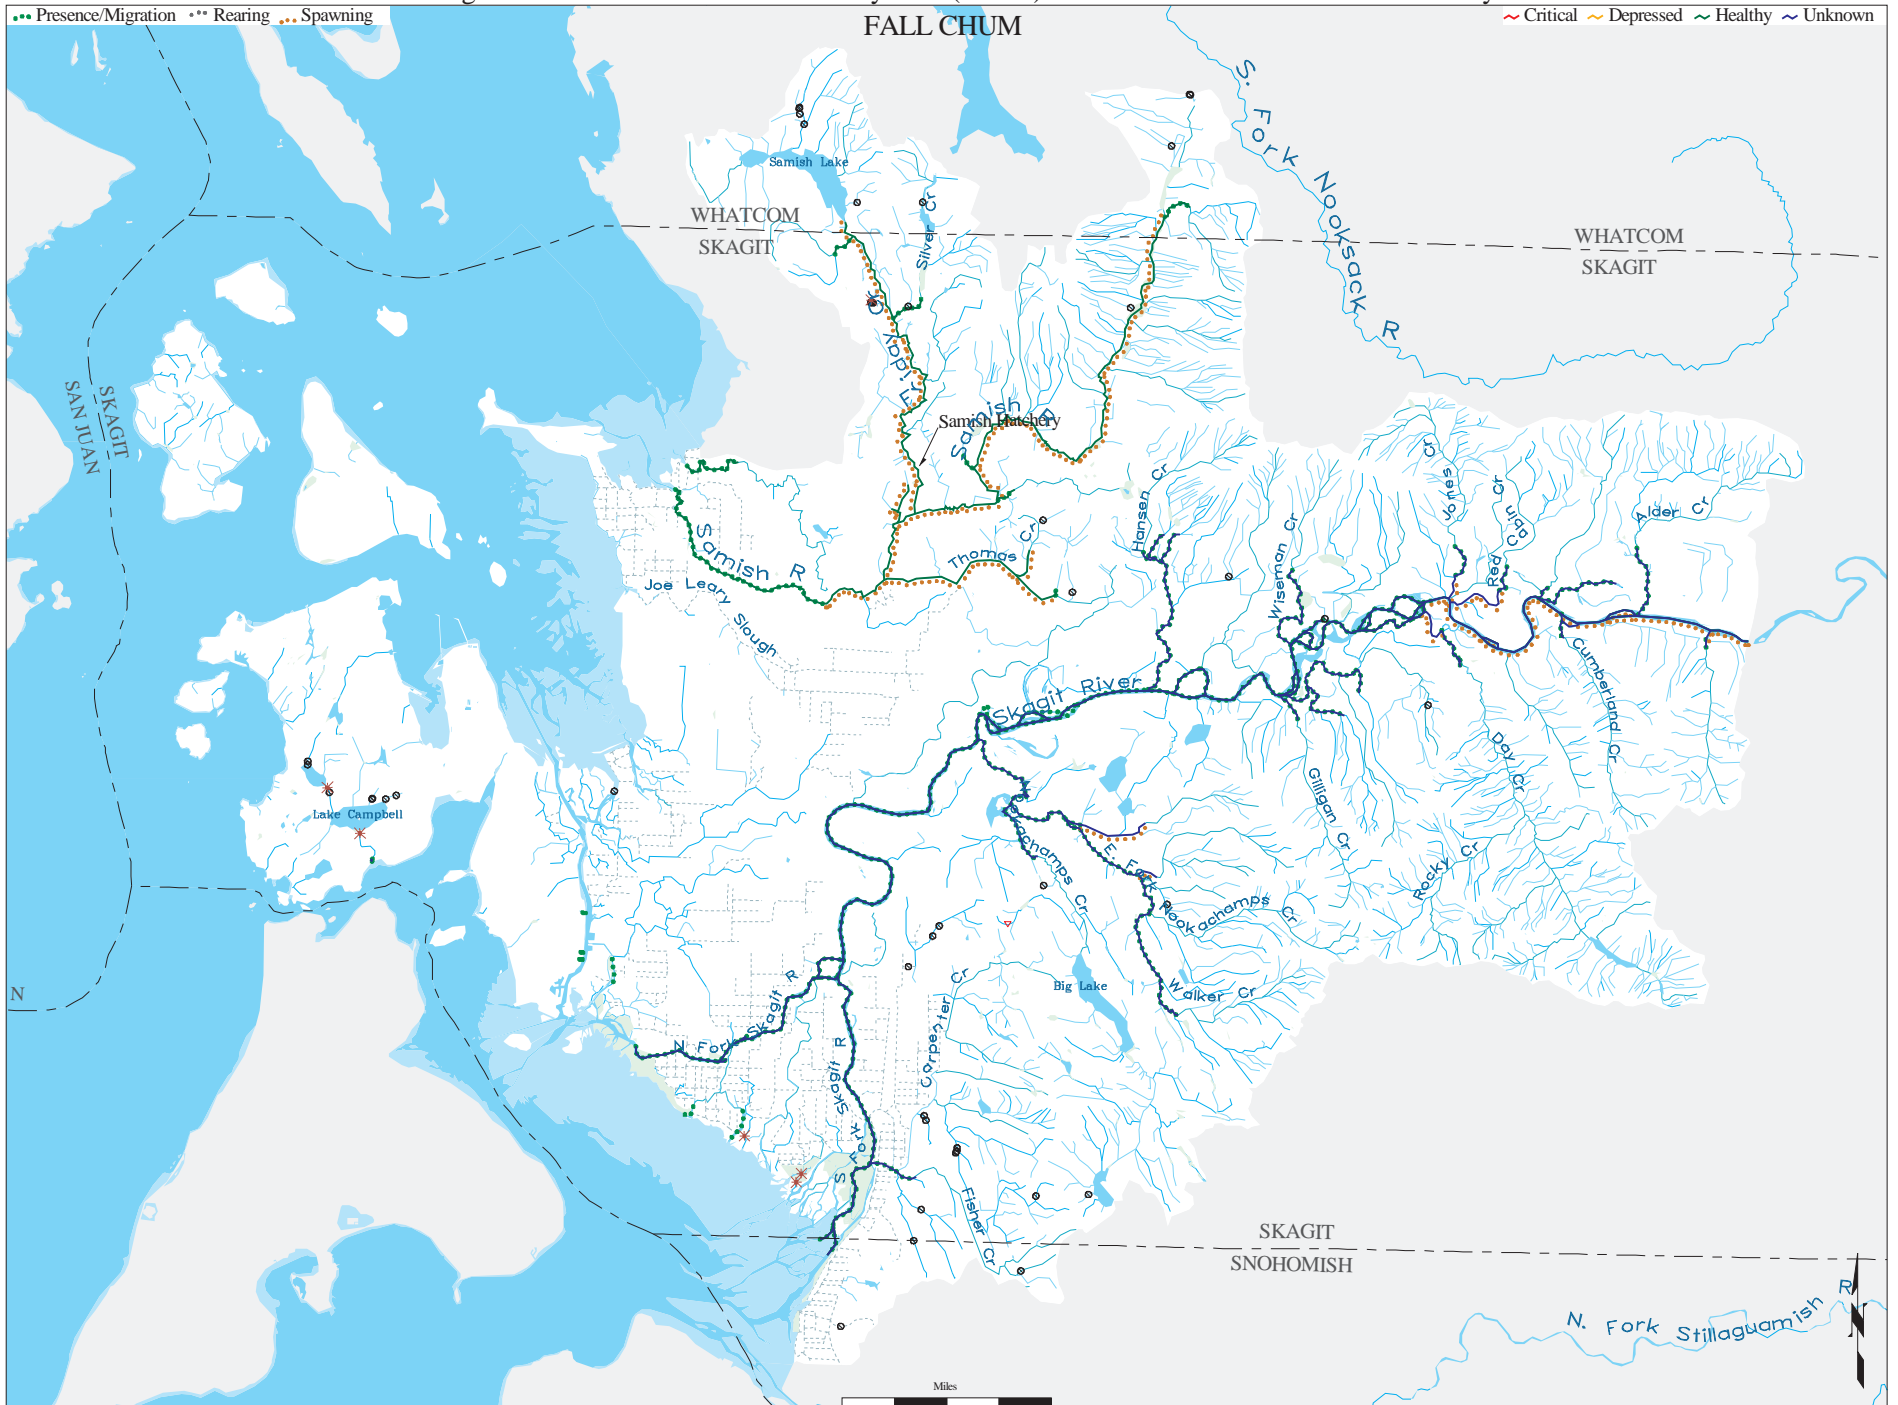 Presence/Migration Rearing Spawning
FALL CHUM
Critical Depressed Healthy Unknown
S. Fork Nooksack R
Samish Lake
WHATCOM
SKAGIT
Silver Cr
WHATCOM
SKAGIT
Friday Cr
SKAGIT
SAN JUAN
Samish R
Samish Hatchery
Hansen Cr
Jones Cr
Red Cabin Cr
Alder Cr
Samish R
Thomas Cr
Wiseman Cr
Joe Leary Slough
Skagit River
Cumberland Cr
Day Cr
Gilligan Cr
Rocky Cr
Lake Campbell
E. Fork Nookachamps Cr
Big Lake
Walker Cr
Carpenter Cr
N
N Fork Skagit R
S Fork Skagit R
Fisher Cr
SKAGIT
SNOHOMISH
N. Fork Stillaguamish R
N
Miles